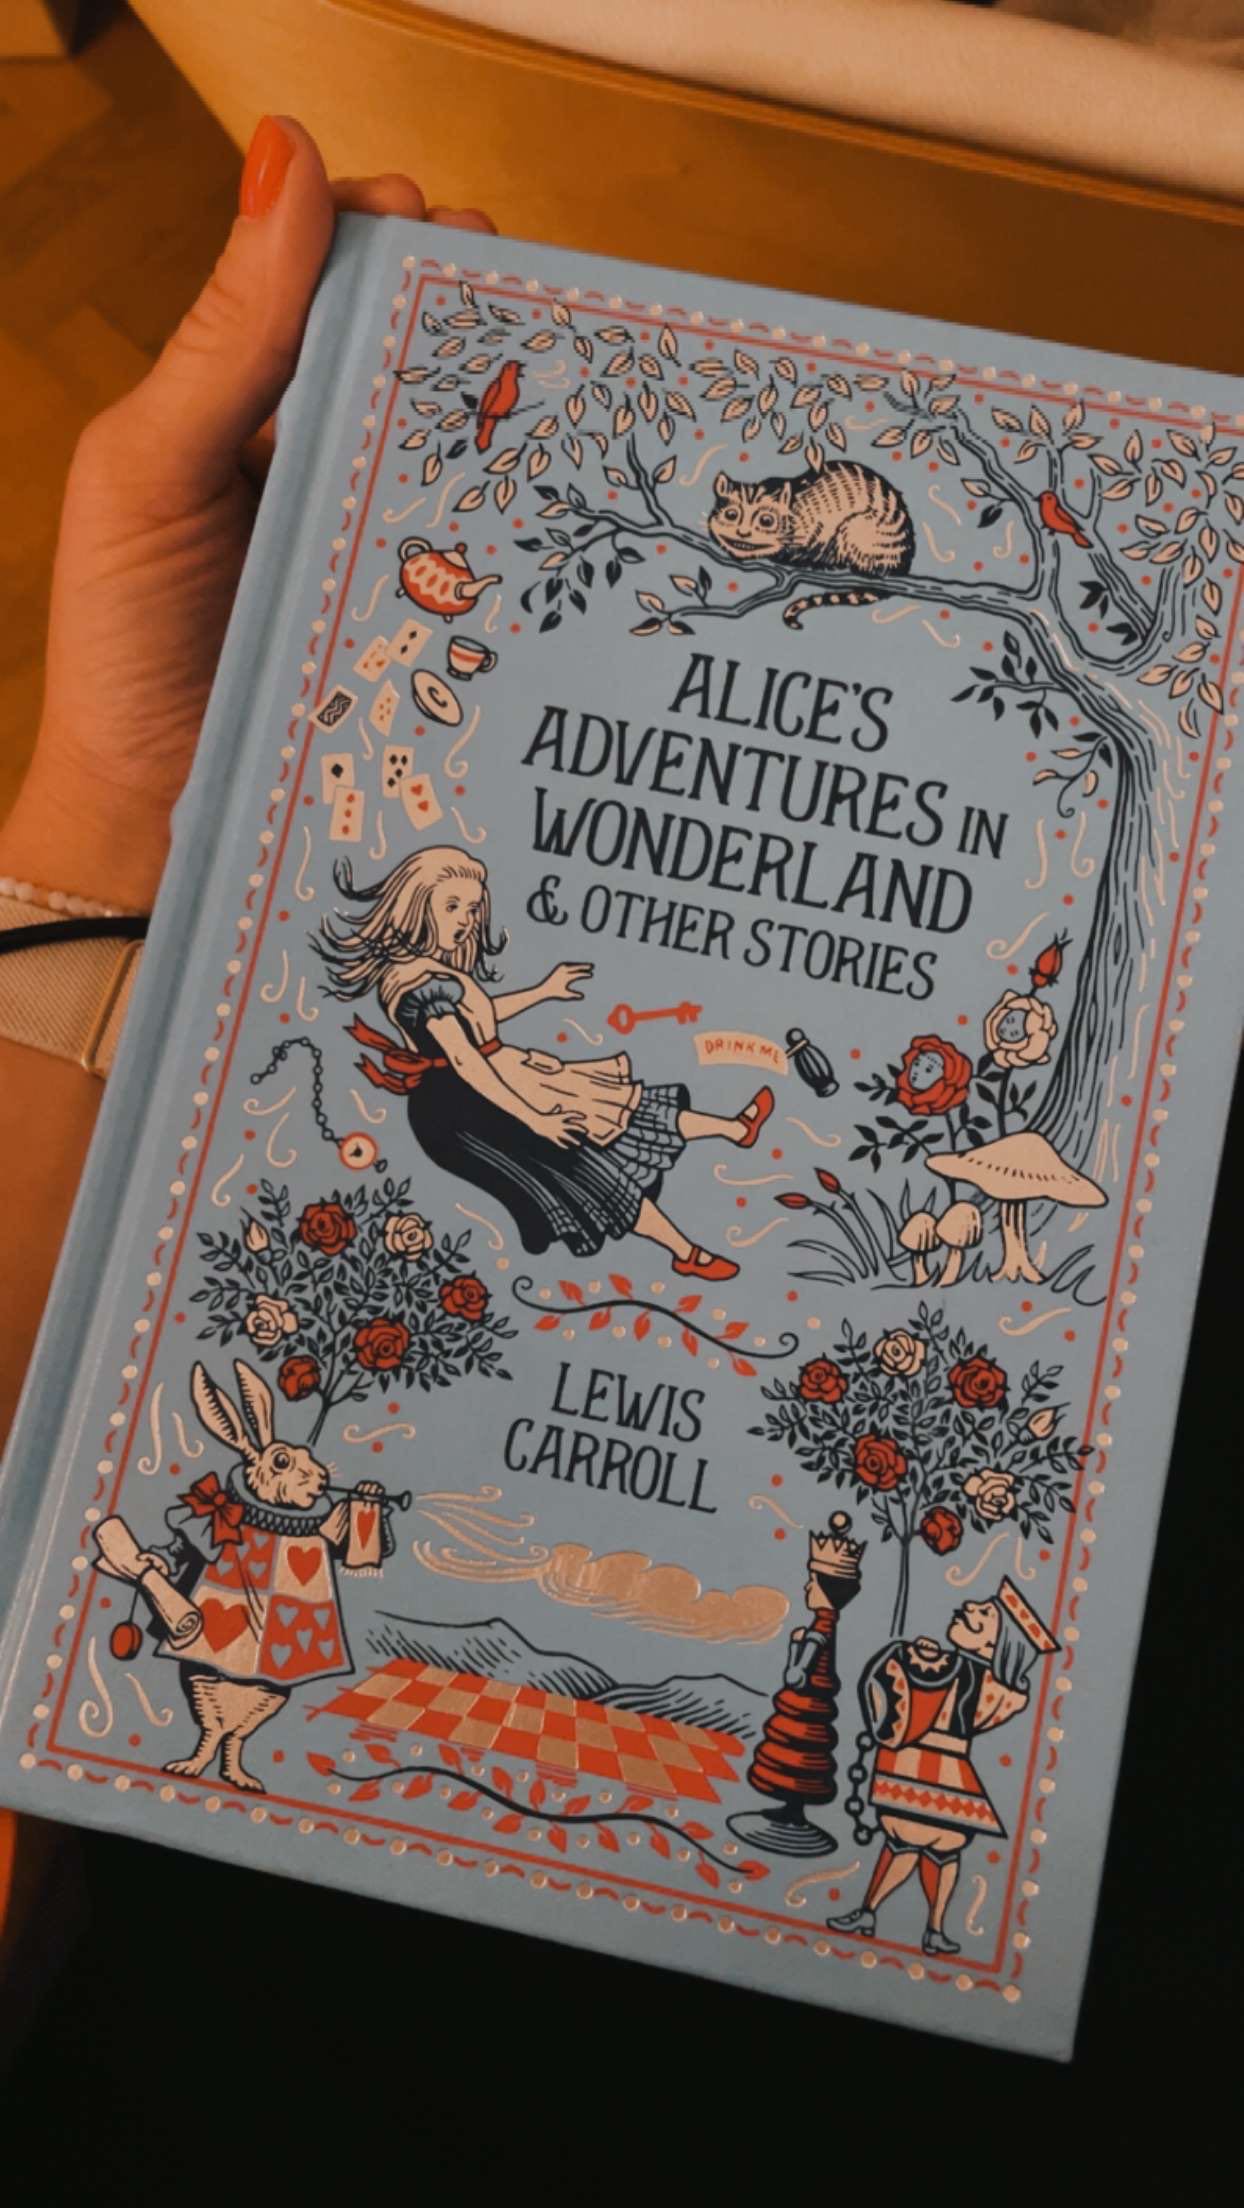 ALICE'S
ADVENTURES IN
WONDERLAND
& OTHER STORIES
DRINK ME
LEWIS
CARROLL